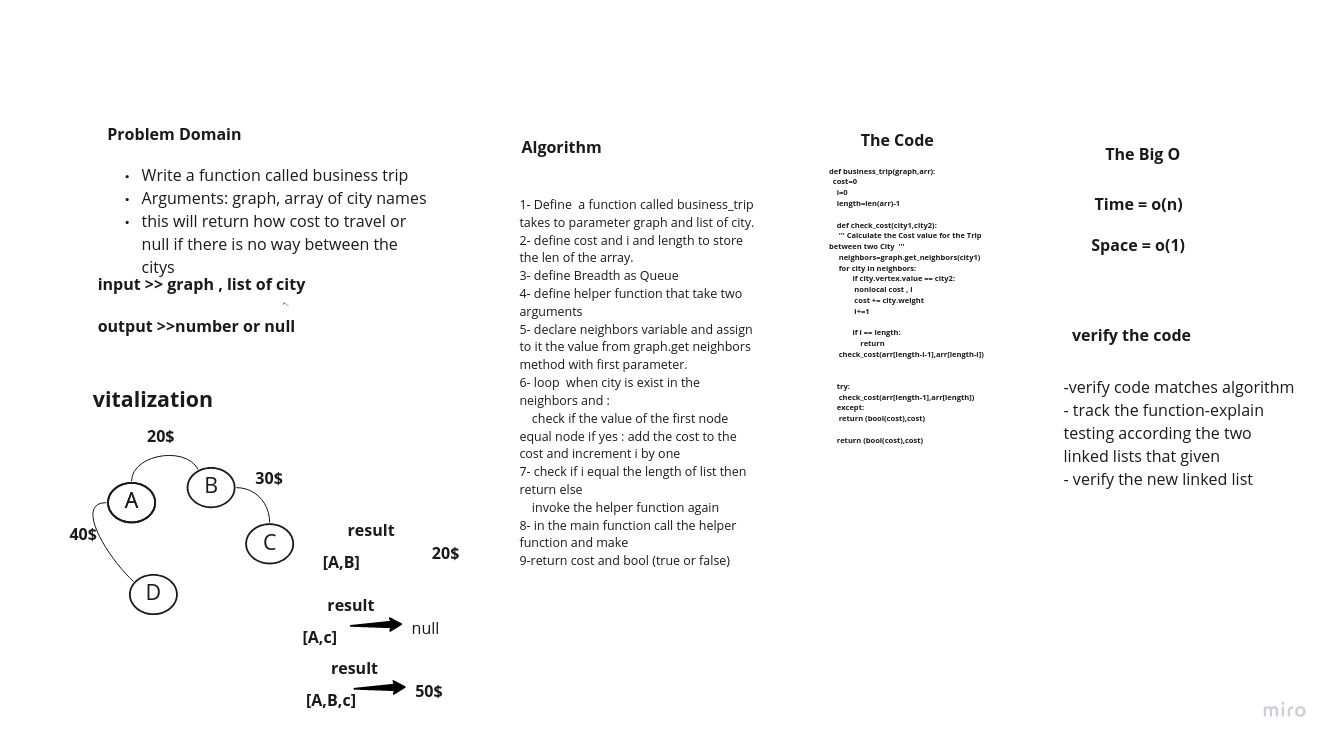 Problem Domain
• Write a function called business trip
• Arguments: graph, array of city names
• this will return how cost to travel or
null if there is no way between the
citys
input >> graph , list of city
output >>number or null
vitalization
20$
A
B
30$
40$
C
D
result
[A,B]
20$
result
[A,c]
null
result
[A,B,c]
50$
Algorithm
1- Define  a function called business_trip
takes to parameter graph and list of city.
2- define cost and i and length to store
the len of the array.
3- define Breadth as Queue
4- define helper function that take two
arguments
5- declare neighbors variable and assign
to it the value from graph.get neighbors
method with first parameter.
6- loop  when city is exist in the
neighbors and :
check if the value of the first node
equal node if yes : add the cost to the
cost and increment i by one
7- check if i equal the length of list then
return else
invoke the helper function again
8- in the main function call the helper
function and make
9-return cost and bool (true or false)
The Code
def business_trip(graph,arr):
cost=0
i=0
length=len(arr)-1
def check_cost(city1,city2):
''' Calculate the Cost value for the Trip
between two City  '''
neighbors=graph.get_neighbors(city1)
for city in neighbors:
if city.vertex.value == city2:
nonlocal cost , i
cost += city.weight
i+=1
if i == length:
return
check_cost(arr[length-i-1],arr[length-i])
try:
check_cost(arr[length-1],arr[length])
except:
return (bool(cost),cost)
return (bool(cost),cost)
The Big O
Time = o(n)
Space = o(1)
verify the code
-verify code matches algorithm
- track the function-explain
testing according the two
linked lists that given
- verify the new linked list
miro